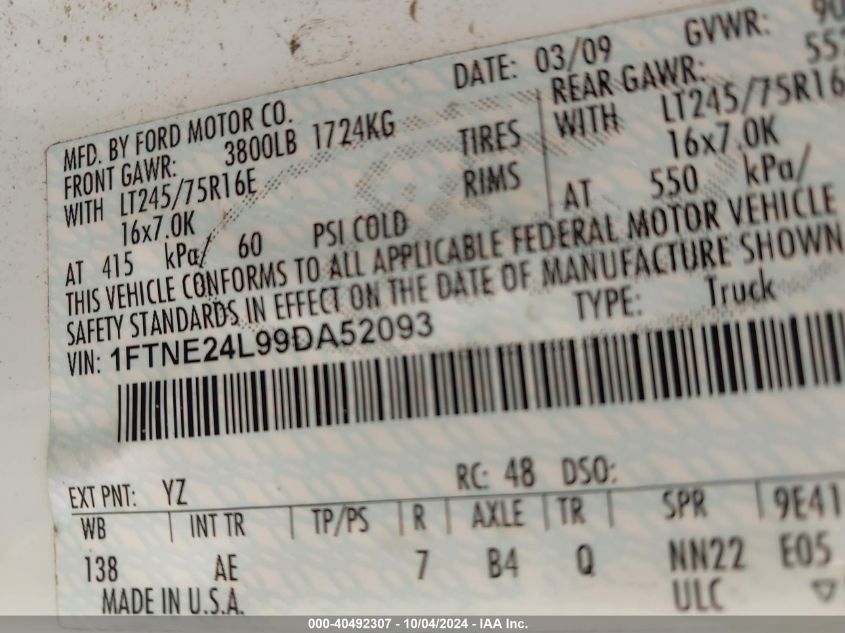 MFD. BY FORD MOTOR CO. DATE: 03/09 GVWR:
FRONT GAWR: 3800LB 1724KG REAR GAWR:
WITH LT245/75R16E TIRES WITH LT245/75R16
16x7.0K RIMS 16x7.0K
AT 415 kPa/ 60 PSI COLD AT 550 kPa/
THIS VEHICLE CONFORMS TO ALL APPLICABLE FEDERAL MOTOR VEHICLE
SAFETY STANDARDS IN EFFECT ON THE DATE OF MANUFACTURE SHOWN
VIN: 1FTNE24L99DA52093 TYPE: Truck
EXT PNT: YZ RC: 48 DSO:
WB INT TR TP/PS R AXLE TR SPR 9E41
138 AE 7 B4 Q NN22 E05
MADE IN U.S.A. ULC
000-40492307 - 10/04/2024 - IAA Inc.